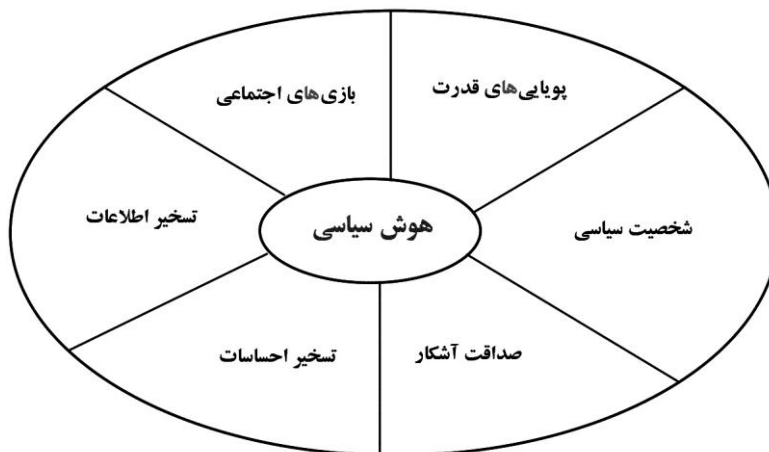 پویایی‌های قدرت
بازی‌های اجتماعی
شخصیت سیاسی
هوش سیاسی
تسخیر اطلاعات
صداقت آشکار
تسخیر احساسات